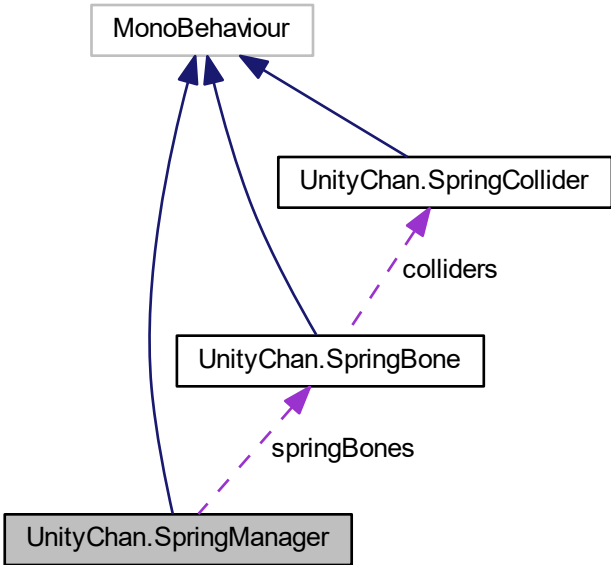 MonoBehaviour
UnityChan.SpringCollider
colliders
UnityChan.SpringBone
springBones
UnityChan.SpringManager